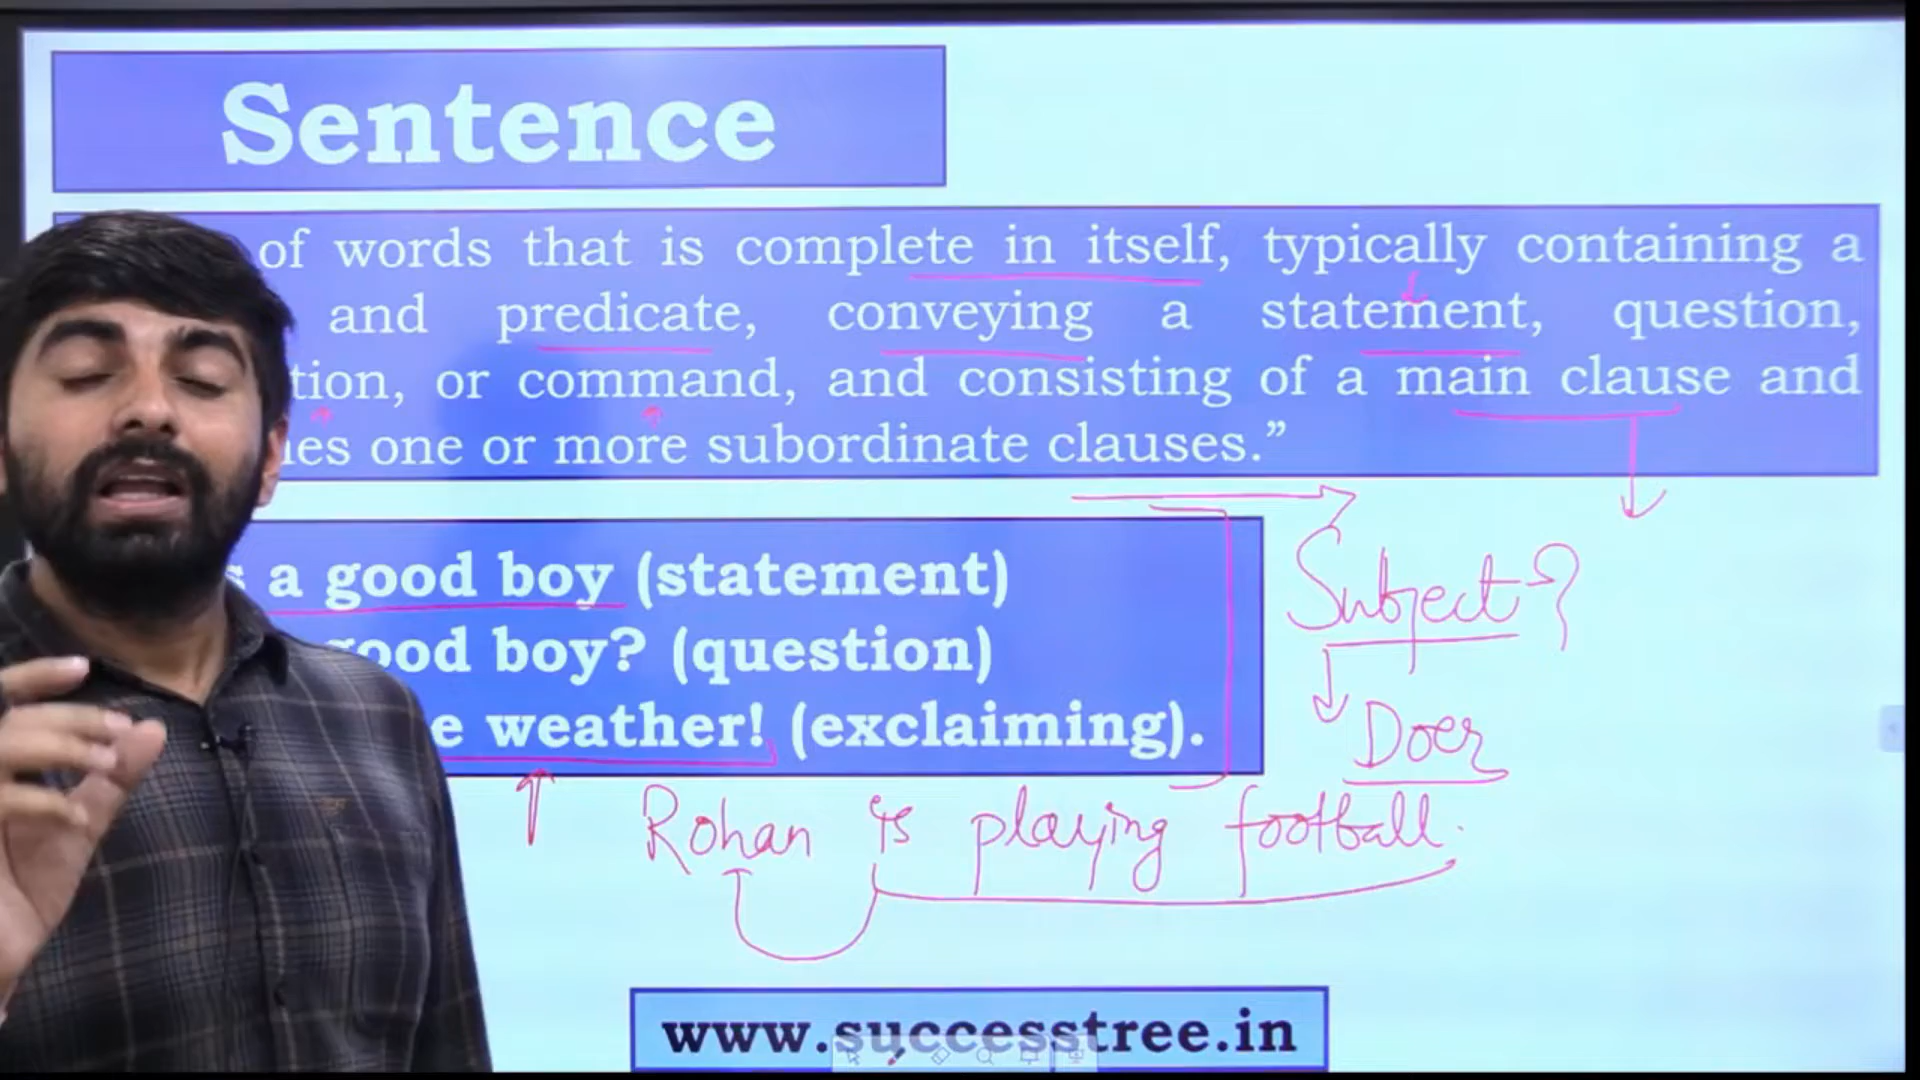 Sentence
of words that is complete in itself, typically containing a
and predicate, conveying a statement, question,
tion, or command, and consisting of a main clause and
ies one or more subordinate clauses.”
s a good boy (statement)
good boy? (question)
e weather! (exclaiming).
Subject?
Doer
Rohan is playing football.
www.successtree.in